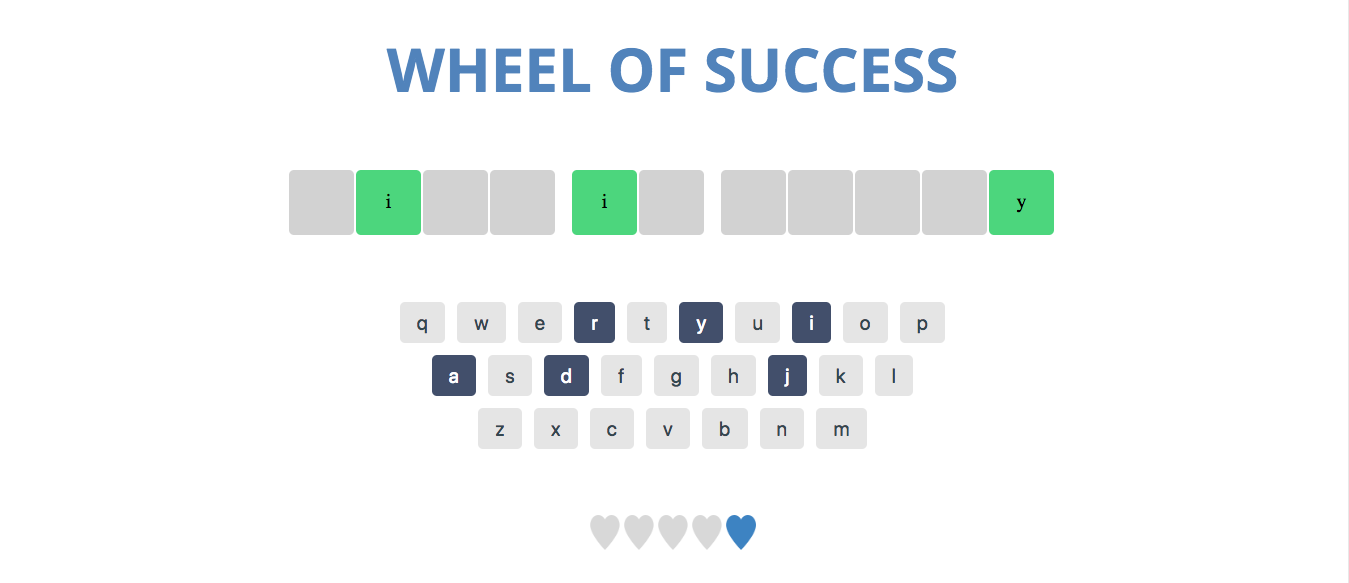 WHEEL OF SUCCESS
i i y
q w e r t y u i o p
a s d f g h j k l
z x c v b n m